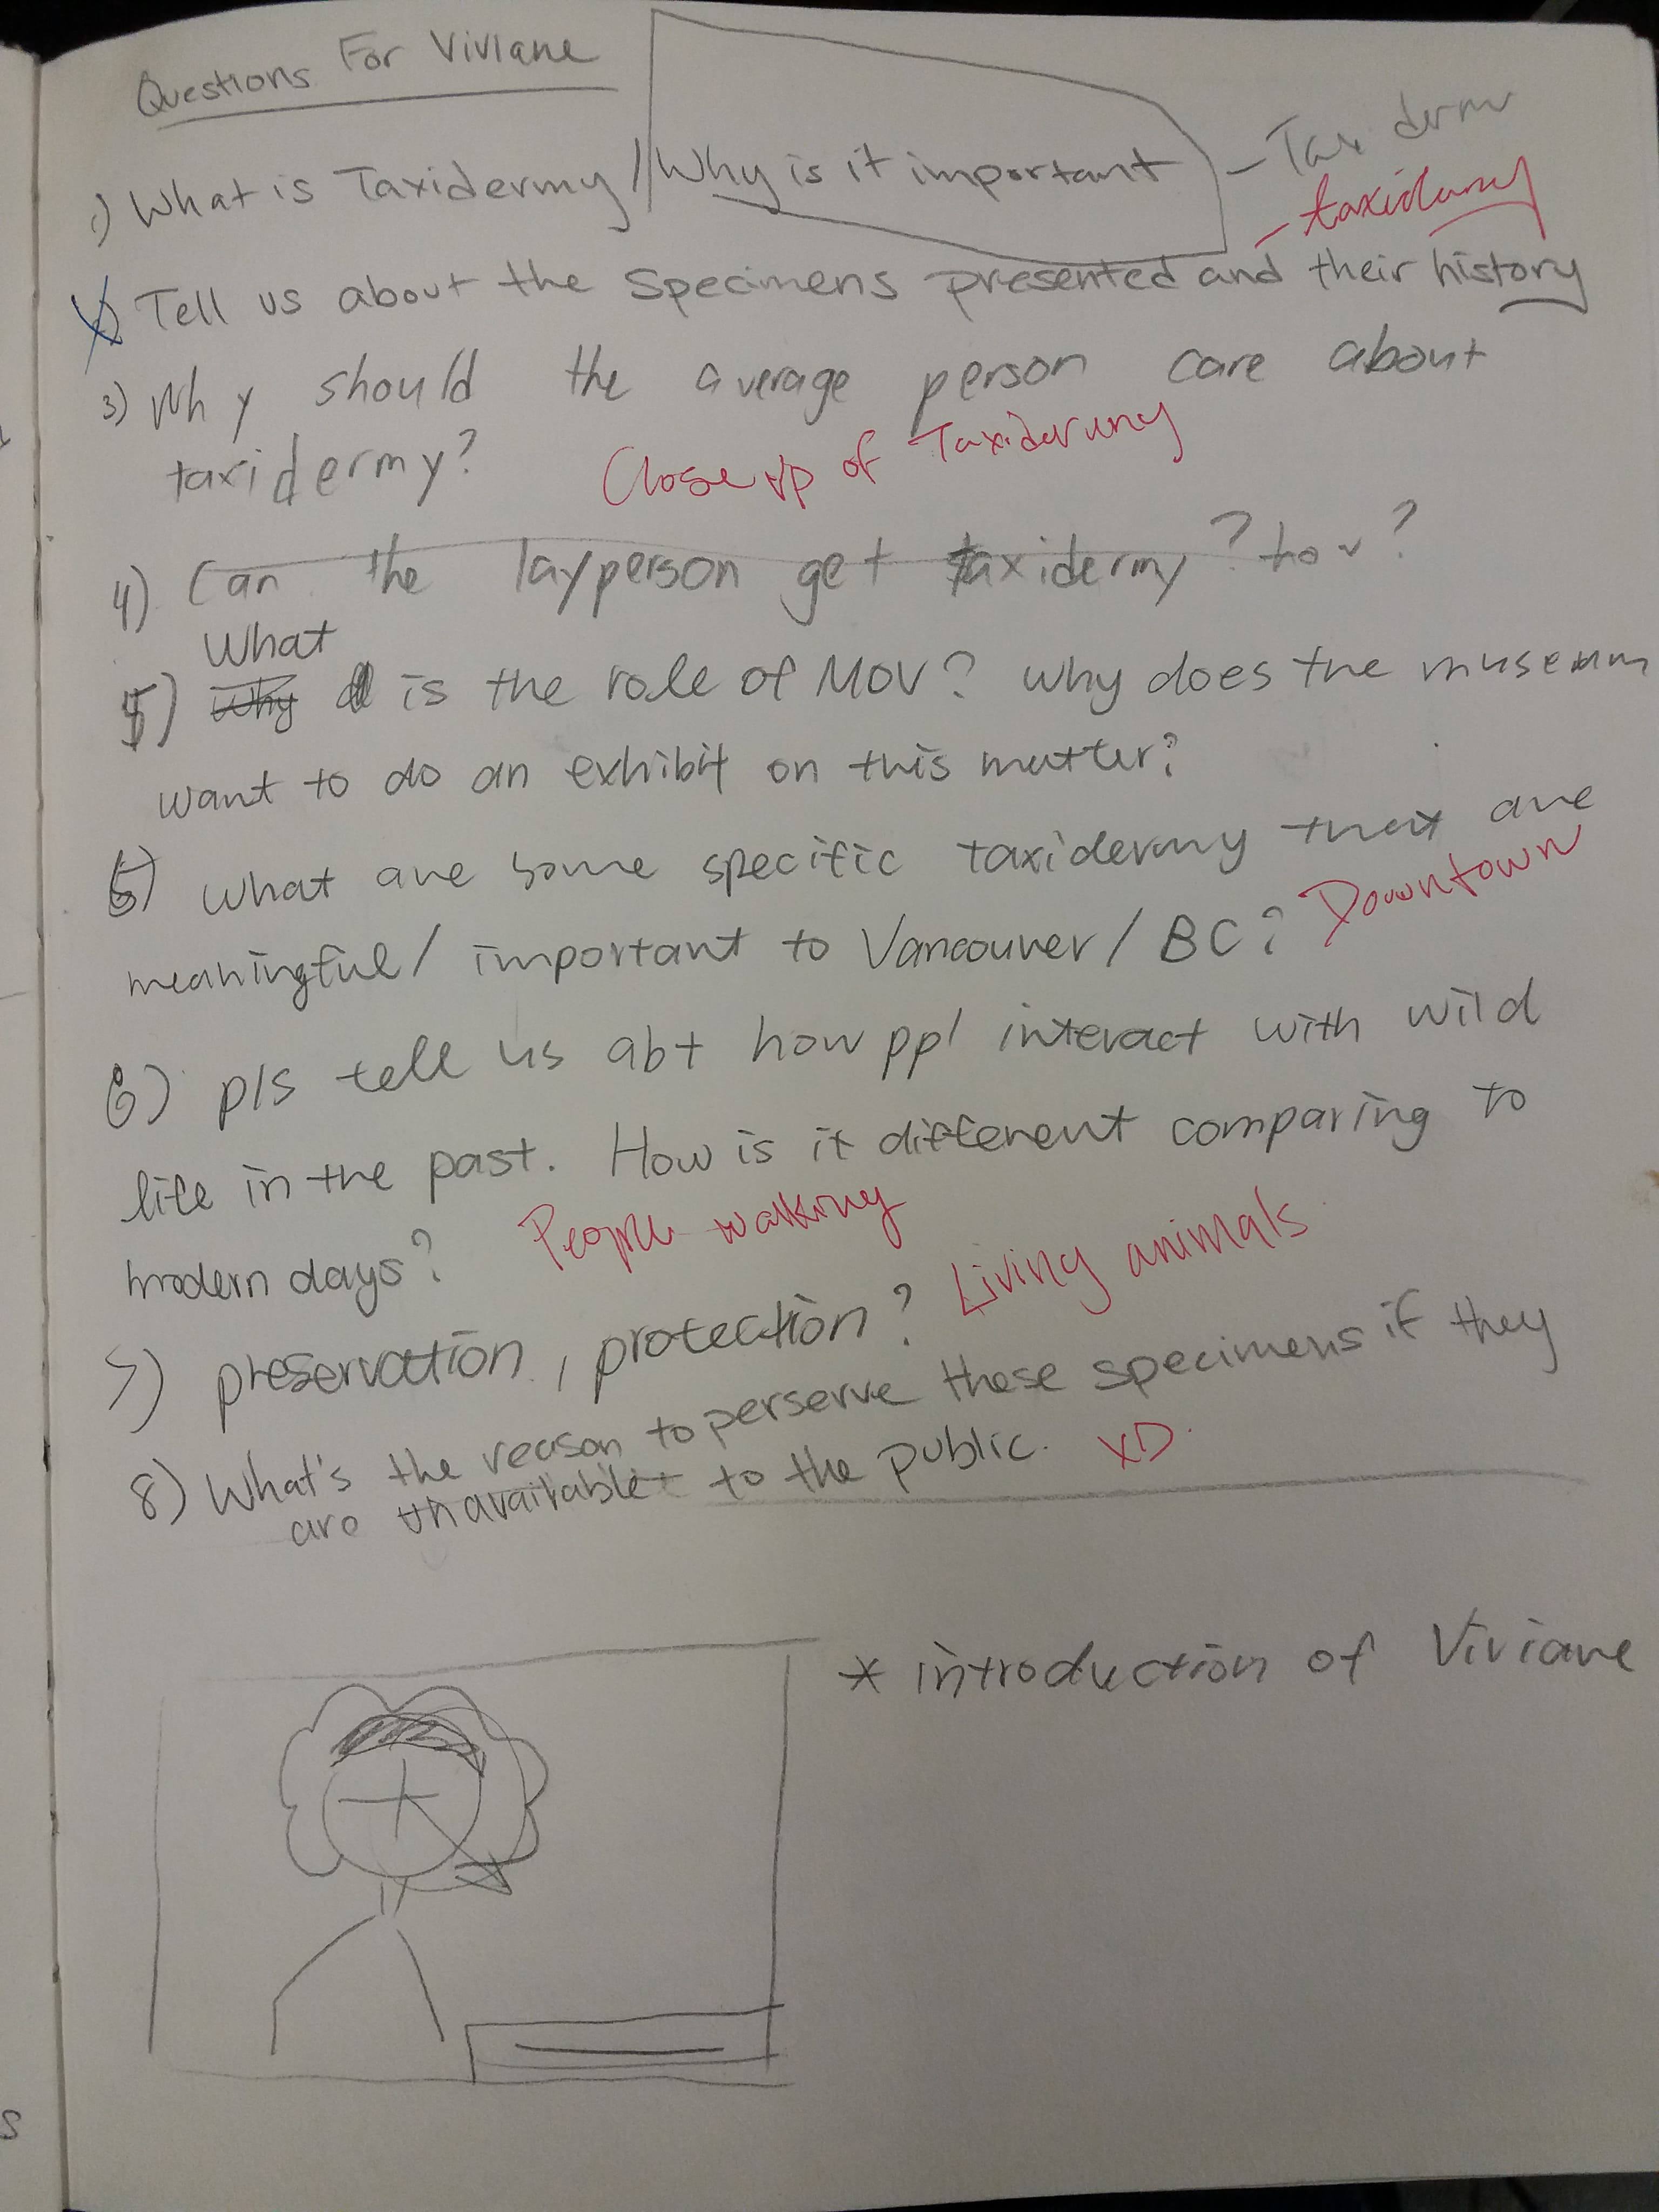 Questions For Viviane
1) What is Taxidermy / Why is it important - Tax derm
- taxidermy
Tell us about the specimens presented and their history
3) Why should the average person care about
taxidermy? Close up of Taxidermy
4) Can the layperson get taxidermy? how?
What
5) Why is the role of MOV? Why does the museum
want to do an exhibit on this matter?
5) What are some specific taxidermy that are
meaningful / important to Vancouver / BC? Downtown
6) pls tell us abt how ppl interact with wild
life in the past. How is it different comparing to
modern days? People walking
7) preservation, protection? Living animals
8) What's the reason to perserve these specimens if they
are unavailable to the public. XD
* introduction of Viviane